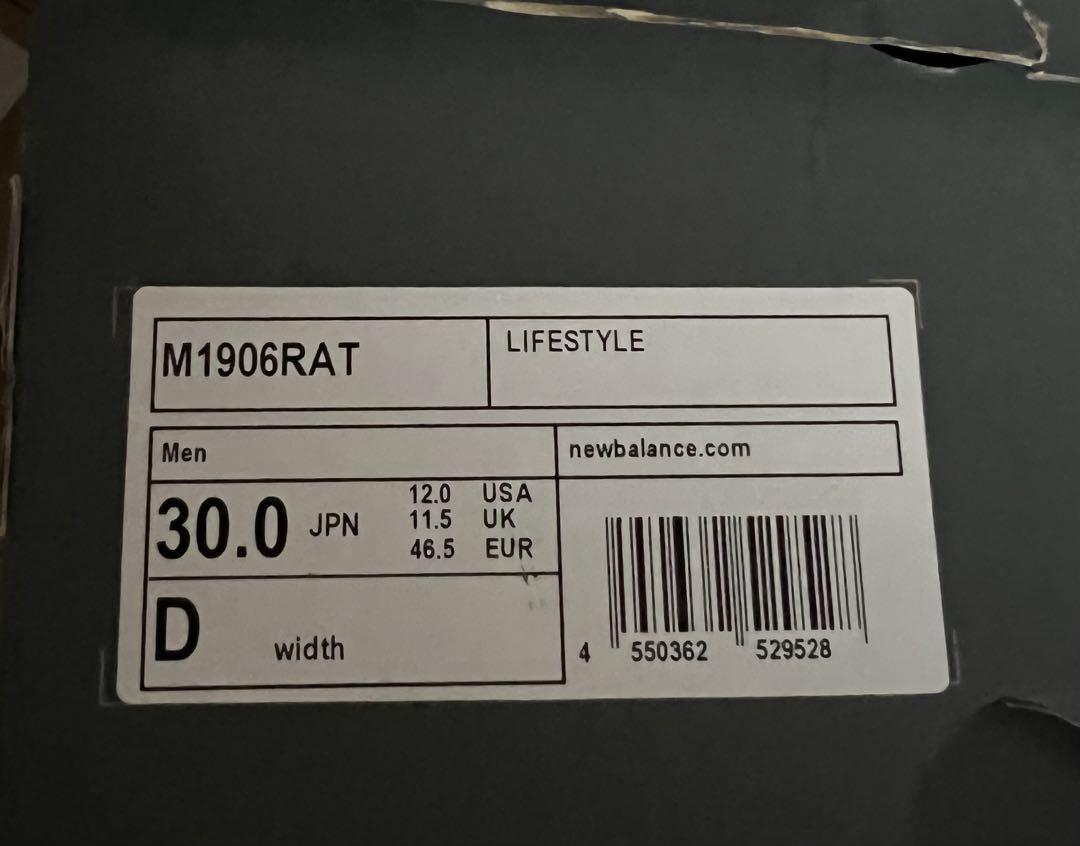 M1906RAT
LIFESTYLE
Men
newbalance.com
30.0 JPN
12.0 USA
11.5 UK
46.5 EUR
D width
4 550362 529528